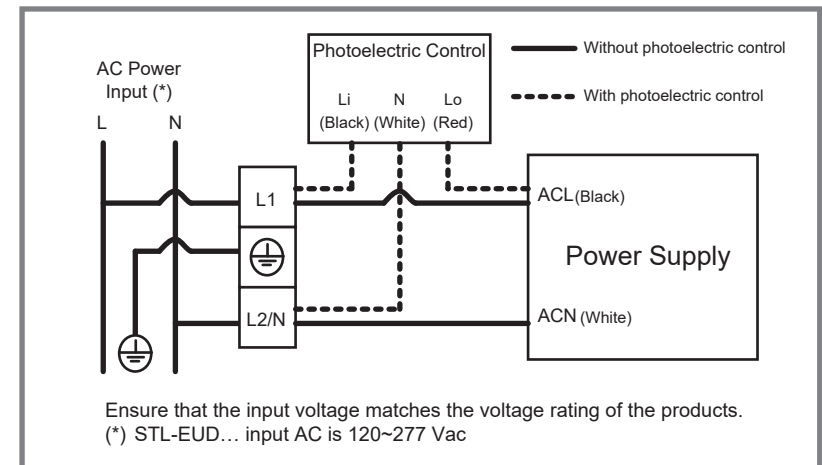 Photoelectric Control
Li N Lo
(Black) (White) (Red)
Without photoelectric control
With photoelectric control
AC Power
Input (*)
L N
L1
L2/N
ACL(Black)
Power Supply
ACN (White)
Ensure that the input voltage matches the voltage rating of the products.
(*) STL-EUD… input AC is 120~277 Vac